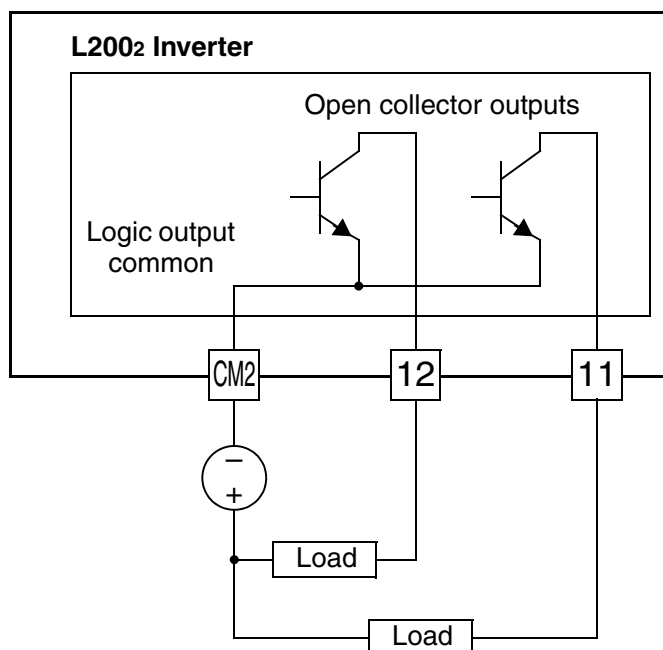 L2002 Inverter
Open collector outputs
Logic output
common
CM2
12
11
−
+
Load
Load